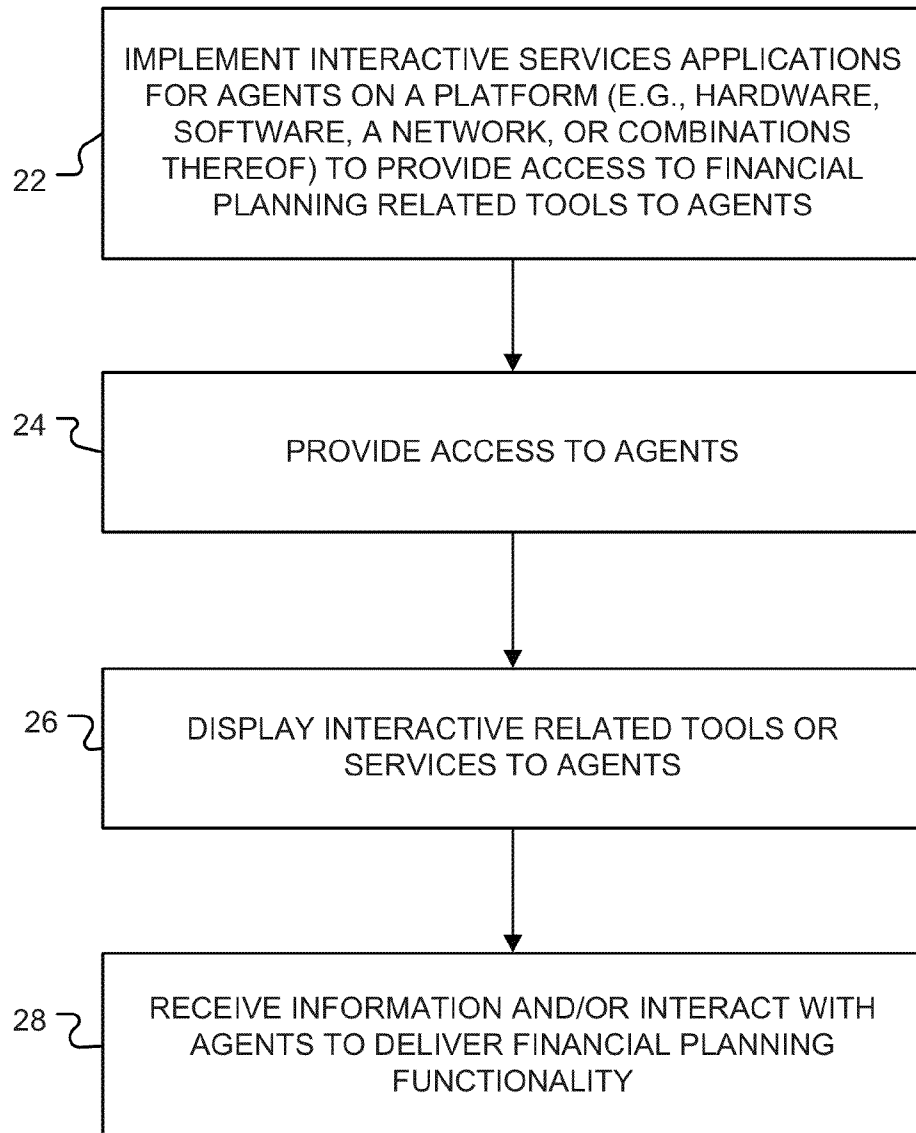 IMPLEMENT INTERACTIVE SERVICES APPLICATIONS
FOR AGENTS ON A PLATFORM (E.G., HARDWARE,
SOFTWARE, A NETWORK, OR COMBINATIONS
THEREOF) TO PROVIDE ACCESS TO FINANCIAL
PLANNING RELATED TOOLS TO AGENTS
22
24
PROVIDE ACCESS TO AGENTS
26
DISPLAY INTERACTIVE RELATED TOOLS OR
SERVICES TO AGENTS
28
RECEIVE INFORMATION AND/OR INTERACT WITH
AGENTS TO DELIVER FINANCIAL PLANNING
FUNCTIONALITY